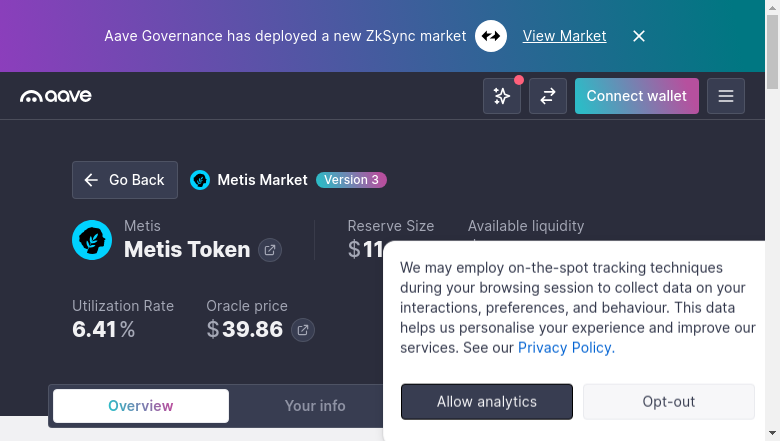 Aave Governance has deployed a new ZkSync market View Market
aave
Connect wallet
Go Back
Metis Market Version 3
Metis
Metis Token
Reserve Size
$11
Available liquidity
Utilization Rate
6.41%
Oracle price
$39.86
We may employ on-the-spot tracking techniques
during your browsing session to collect data on your
interactions, preferences, and behaviour. This data
helps us personalise your experience and improve our
services. See our Privacy Policy.
Allow analytics
Opt-out
Overview
Your info